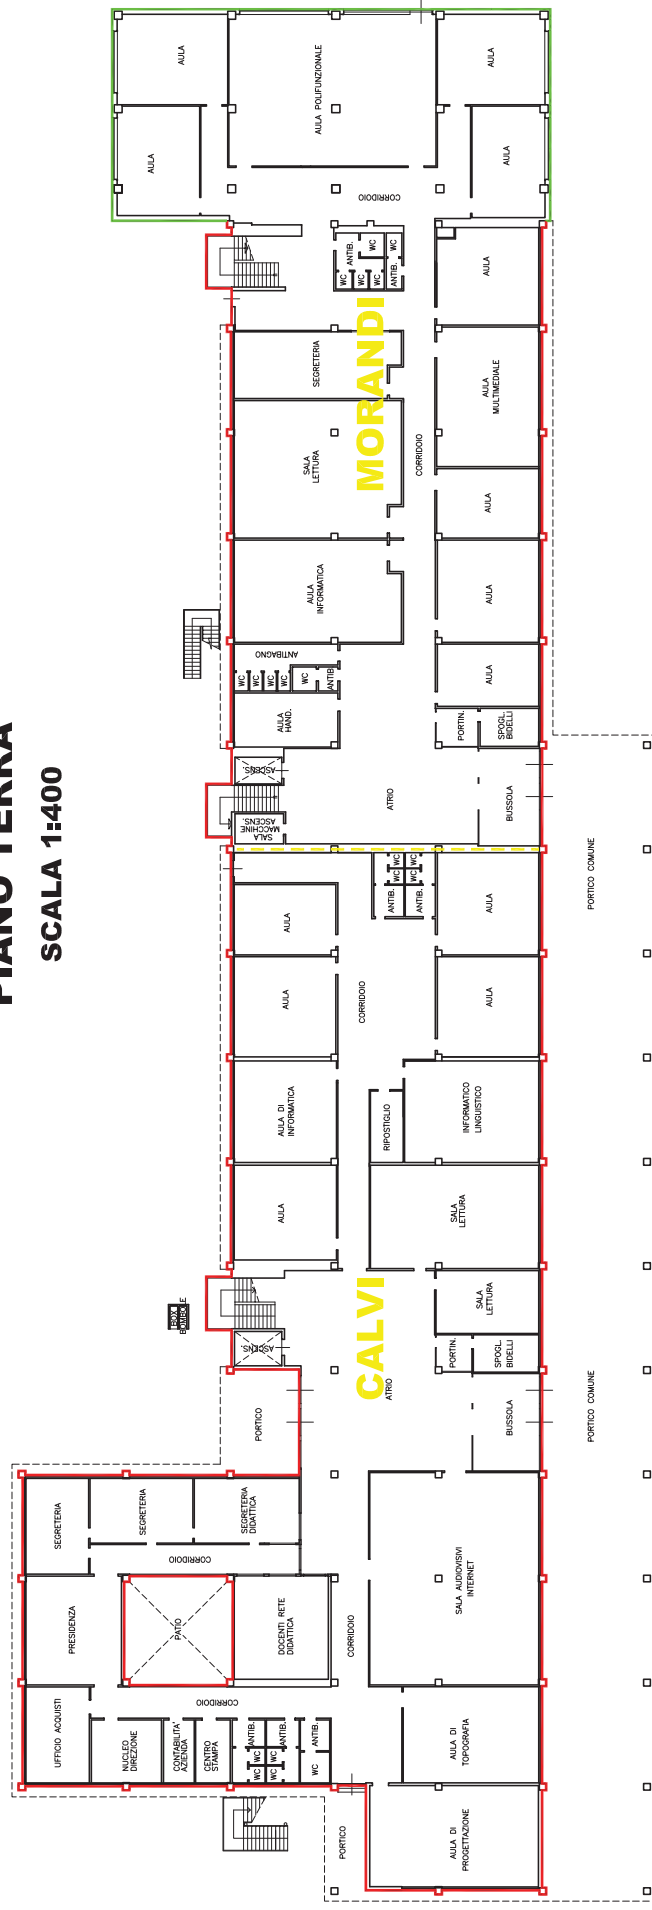 PIANO TERRA
SCALA 1:400
AULA
AULA POLIFUNZIONALE
AULA
AULA
AULA
CORRIDOIO
WC
ANTIB.
WC
WC
WC
WC
ANTIB.
AULA
MORANDI
SEGRETERIA
AULA
MULTIMEDIALE
SALA
LETTURA
CORRIDOIO
AULA
AULA
INFORMATICA
AULA
ANTIBAGNO
WC
WC
WC
WC
WC
ANTIB
AULA
AULA
HAND.
PORTIN.
SPOGL.
BIDELLI
ASCENS.
ATRIO
BUSSOLA
SALA
MACCHINE
ASCENS.
PORTICO COMUNE
WC
WC
WC
WC
ANTIB.
ANTIB.
AULA
AULA
AULA
CORRIDOIO
AULA
AULA DI
INFORMATICA
RIPOSTIGLIO
INFORMATICO
LINGUISTICO
AULA
SALA
LETTURA
CALVI
SALA
LETTURA
BOX
BOMBOLE
ASCENS.
PORTIN.
SPOGL.
BIDELLI
ATRIO
PORTICO
BUSSOLA
PORTICO COMUNE
SEGRETERIA
SEGRETERIA
SEGRETERIA
DIDATTICA
CORRIDOIO
PRESIDENZA
PATIO
DOCENTI RETE
DIDATTICA
CORRIDOIO
SALA AUDIOVISIVI
INTERNET
CORRIDOIO
UFFICIO ACQUISTI
NUCLEO
DIREZIONE
CONTABILITA'
AZIENDA
CENTRO
STAMPA
ANTIB.
ANTIB.
ANTIB.
WC
WC
WC
WC
WC
AULA DI
TOPOGRAFIA
PORTICO
AULA DI
PROGETTAZIONE